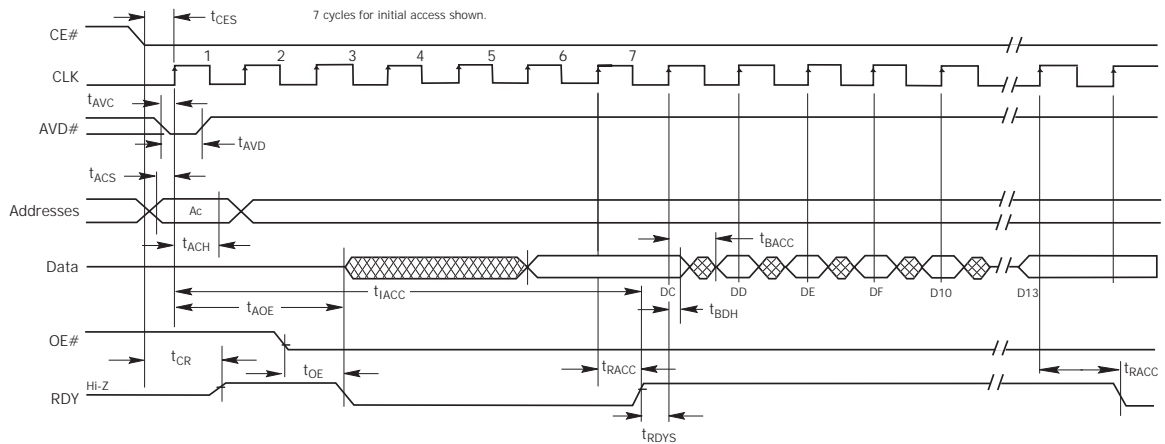 tCES
7 cycles for initial access shown.
CE#
1 2 3 4 5 6 7
CLK
tAVC
AVD#
tAVD
tACS
Addresses
Ac
tACH
tBACC
Data
tIACC
DC DD DE DF D10 D13
tAOE
tBDH
OE#
tCR
tOE
tRACC
tRACC
Hi-Z
RDY
tRDYS